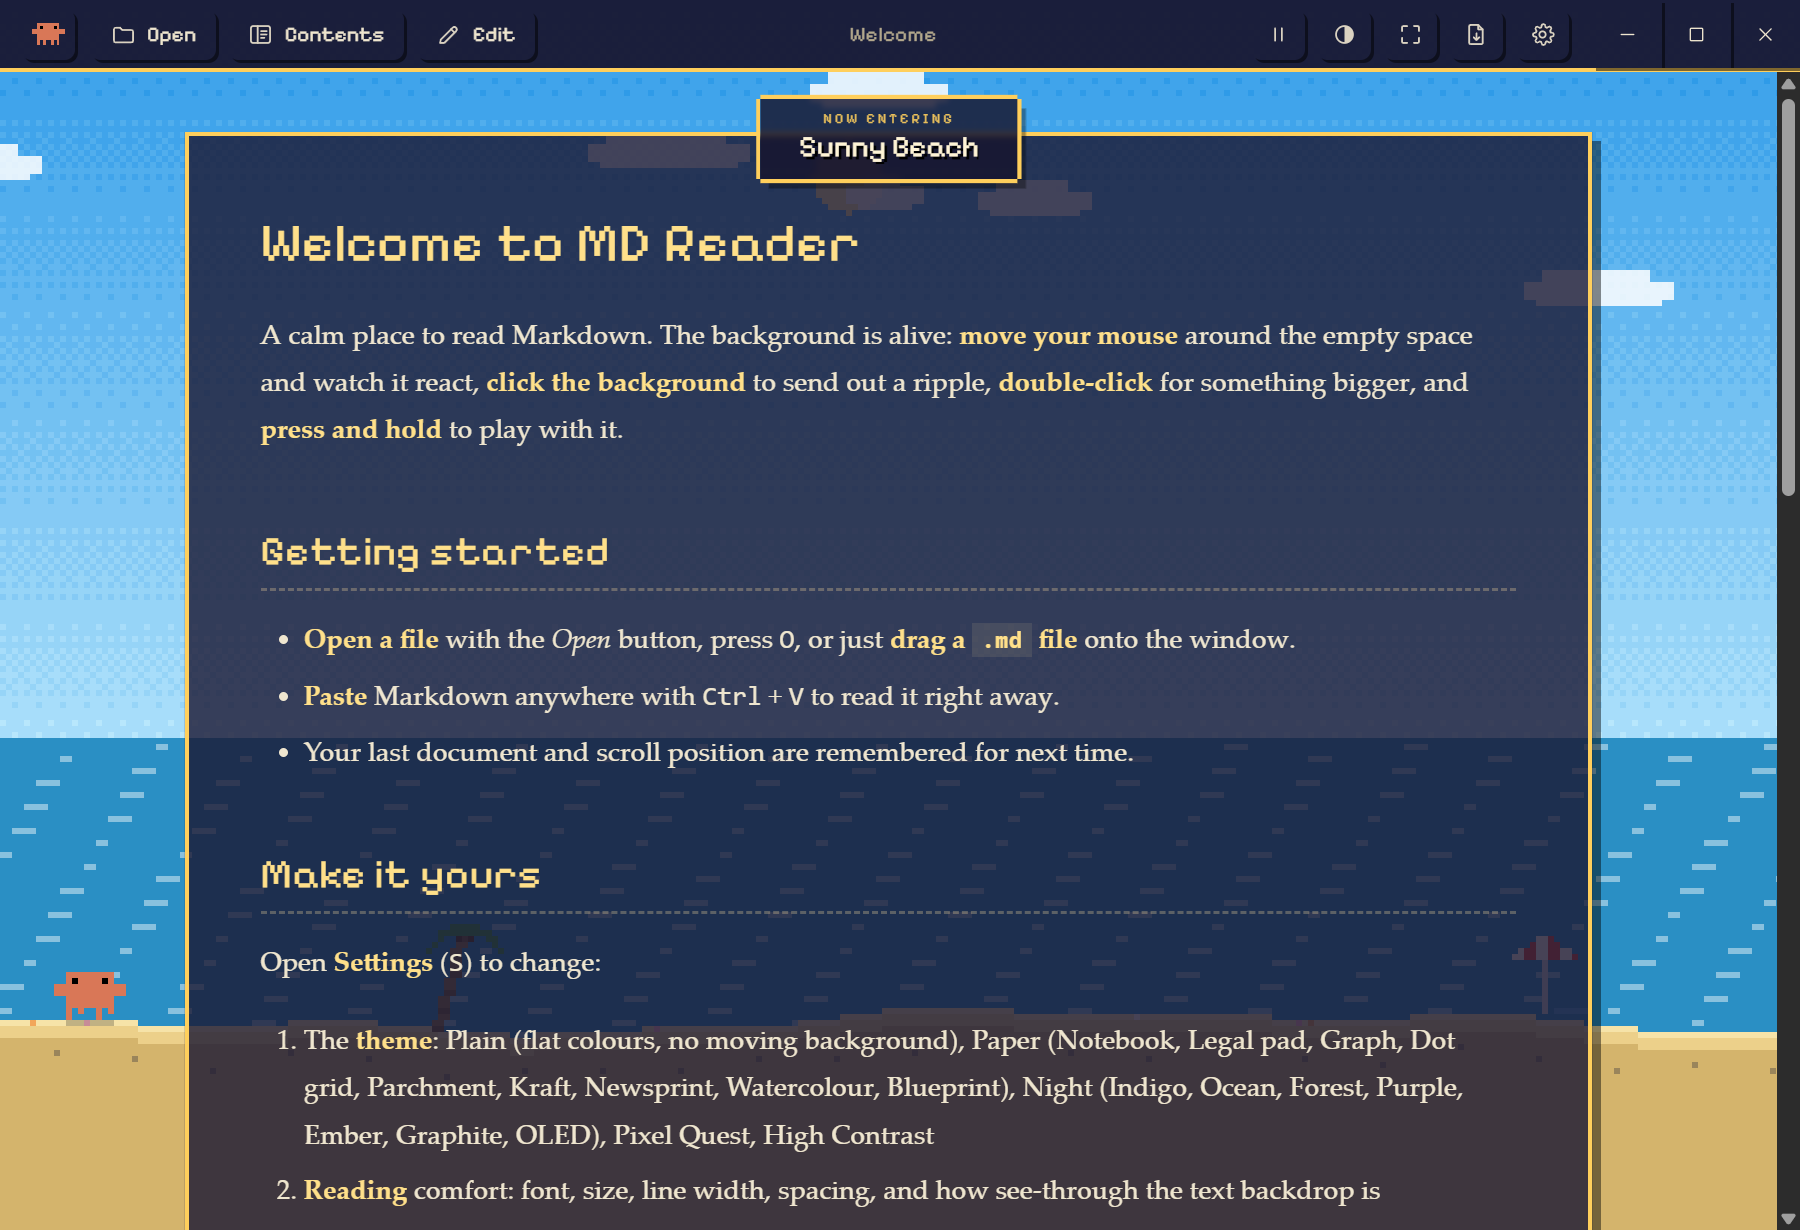 Open Contents Edit Welcome
NOW ENTERING
Sunny Beach
Welcome to MD Reader
A calm place to read Markdown. The background is alive: move your mouse around the empty space
and watch it react, click the background to send out a ripple, double-click for something bigger, and
press and hold to play with it.
Getting started
• Open a file with the Open button, press O, or just drag a .md file onto the window.
• Paste Markdown anywhere with Ctrl + V to read it right away.
• Your last document and scroll position are remembered for next time.
Make it yours
Open Settings (S) to change:
1. The theme: Plain (flat colours, no moving background), Paper (Notebook, Legal pad, Graph, Dot
grid, Parchment, Kraft, Newsprint, Watercolour, Blueprint), Night (Indigo, Ocean, Forest, Purple,
Ember, Graphite, OLED), Pixel Quest, High Contrast
2. Reading comfort: font, size, line width, spacing, and how see-through the text backdrop is